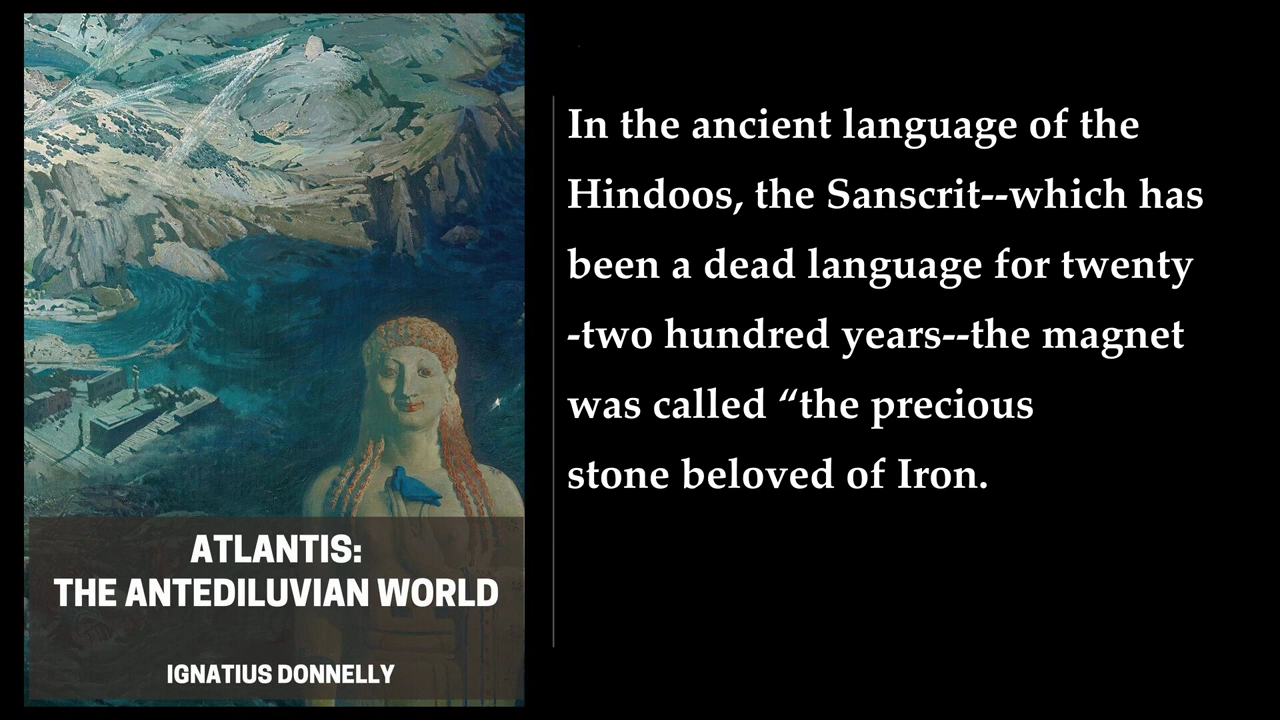 ATLANTIS:
THE ANTEDILUVIAN WORLD
IGNATIUS DONNELLY
In the ancient language of the
Hindoos, the Sanscrit--which has
been a dead language for twenty
-two hundred years--the magnet
was called “the precious
stone beloved of Iron.